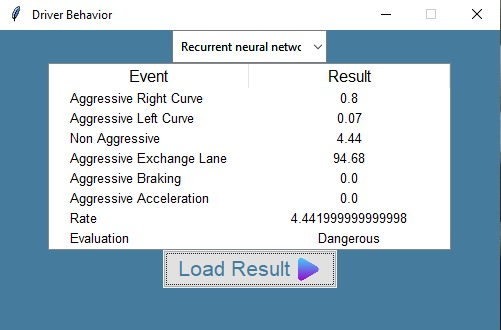 Driver Behavior
Recurrent neural netwo
Event Result
Aggressive Right Curve 0.8
Aggressive Left Curve 0.07
Non Aggressive 4.44
Aggressive Exchange Lane 94.68
Aggressive Braking 0.0
Aggressive Acceleration 0.0
Rate 4.441999999999998
Evaluation Dangerous
Load Result